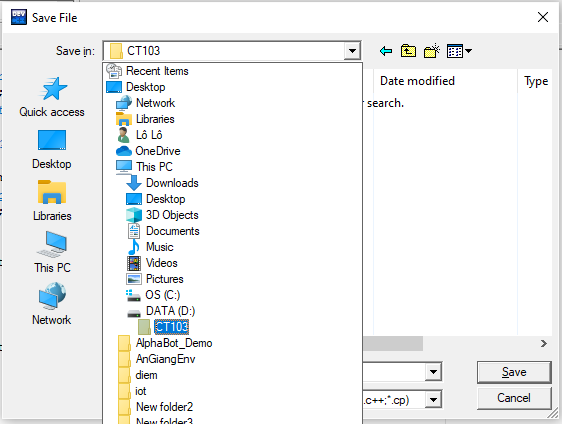 DEV
Save File
Save in:
CT103
Recent Items
Desktop
Network
Libraries
Lô Lô
OneDrive
This PC
Downloads
Desktop
3D Objects
Documents
Music
Videos
Pictures
OS (C:)
DATA (D:)
CT103
AlphaBot_Demo
AnGiangEnv
diem
iot
New folder2
New folder3
Quick access
Desktop
Libraries
This PC
Network
Date modified
Type
search.
Save
.c++;*.cp)
Cancel